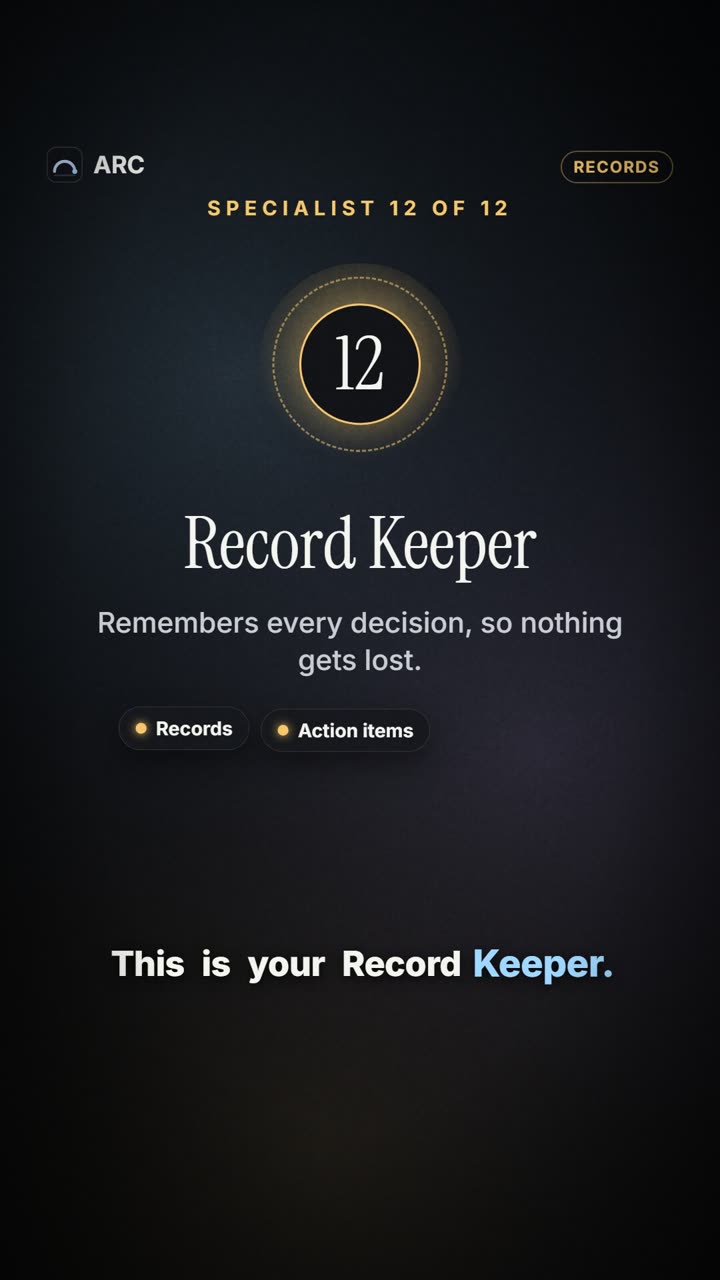 ARC
RECORDS
SPECIALIST 12 OF 12
12
Record Keeper
Remembers every decision, so nothing
gets lost.
Records
Action items
This is your Record Keeper.